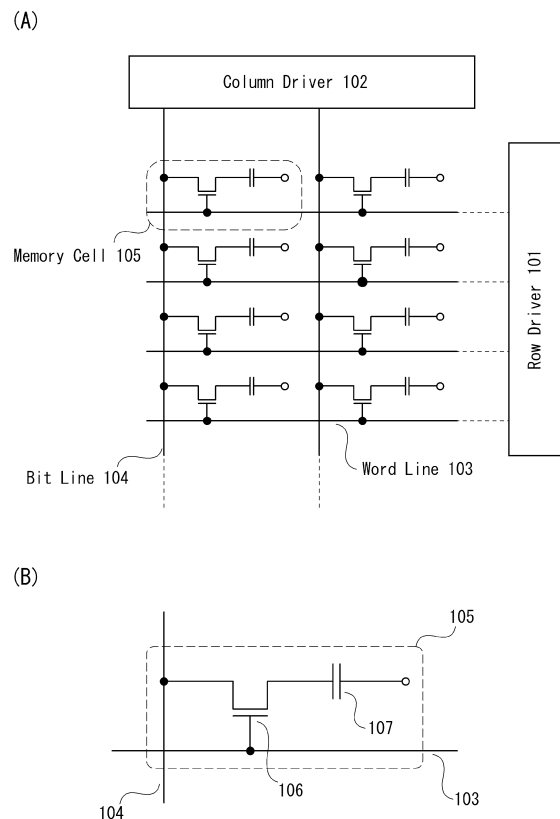 (A)
Column Driver 102
Memory Cell 105
Row Driver 101
Word Line 103
Bit Line 104
(B)
105
107
106
103
104